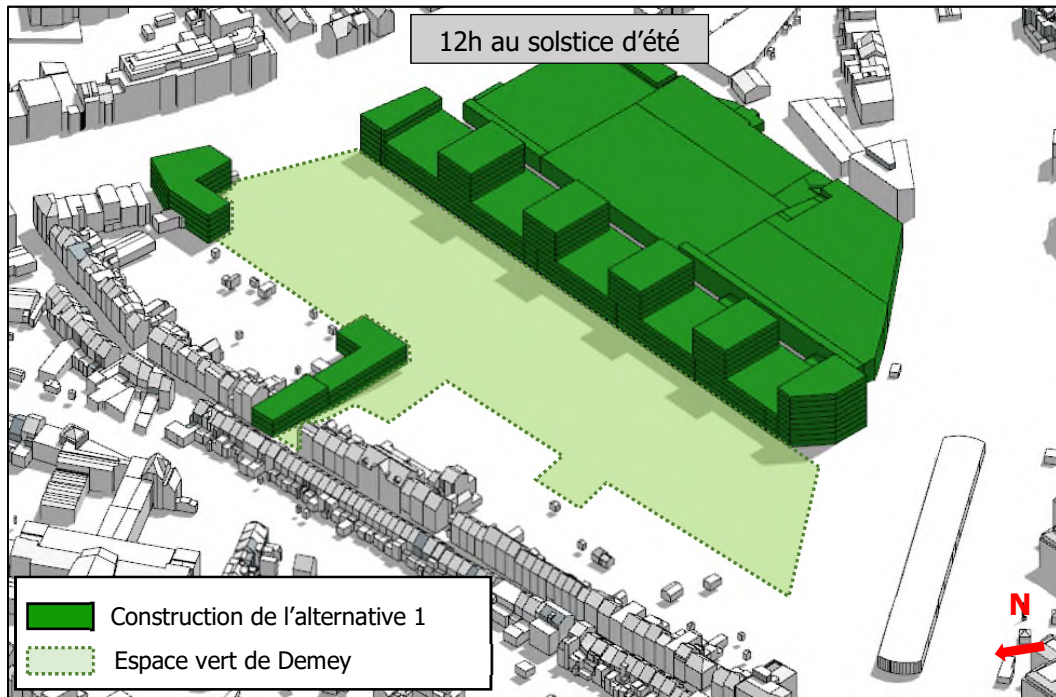 12h au solstice d’été
Construction de l’alternative 1
Espace vert de Demey
N